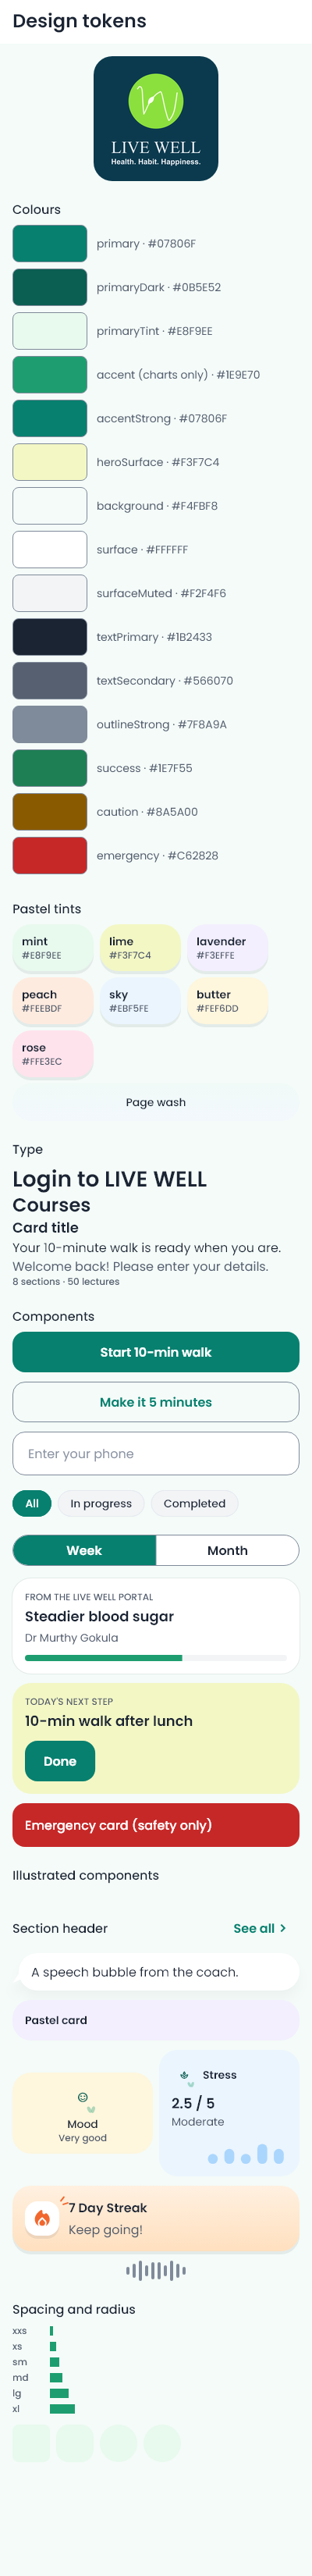 Design tokens
LIVE WELL
Health. Habit. Happiness.
Colours
primary · #07806F
primaryDark · #0B5E52
primaryTint · #E8F9EE
accent (charts only) · #1E9E70
accentStrong · #07806F
heroSurface · #F3F7C4
background · #F4FBF8
surface · #FFFFFF
surfaceMuted · #F2F4F6
textPrimary · #1B2433
textSecondary · #566070
outlineStrong · #7F8A9A
success · #1E7F55
caution · #8A5A00
emergency · #C62828
Pastel tints
mint
#E8F9EE
lime
#F3F7C4
lavender
#F3EFFE
peach
#FEEBDF
sky
#EBF5FE
butter
#FEF6DD
rose
#FFE3EC
Page wash
Type
Login to LIVE WELL
Courses
Card title
Your 10-minute walk is ready when you are.
Welcome back! Please enter your details.
8 sections · 50 lectures
Components
Start 10-min walk
Make it 5 minutes
Enter your phone
All
In progress
Completed
Week
Month
FROM THE LIVE WELL PORTAL
Steadier blood sugar
Dr Murthy Gokula
TODAY'S NEXT STEP
10-min walk after lunch
Done
Emergency card (safety only)
Illustrated components
Section header
See all
A speech bubble from the coach.
Pastel card
Mood
Very good
Stress
2.5 / 5
Moderate
7 Day Streak
Keep going!
Spacing and radius
xxs
xs
sm
md
lg
xl